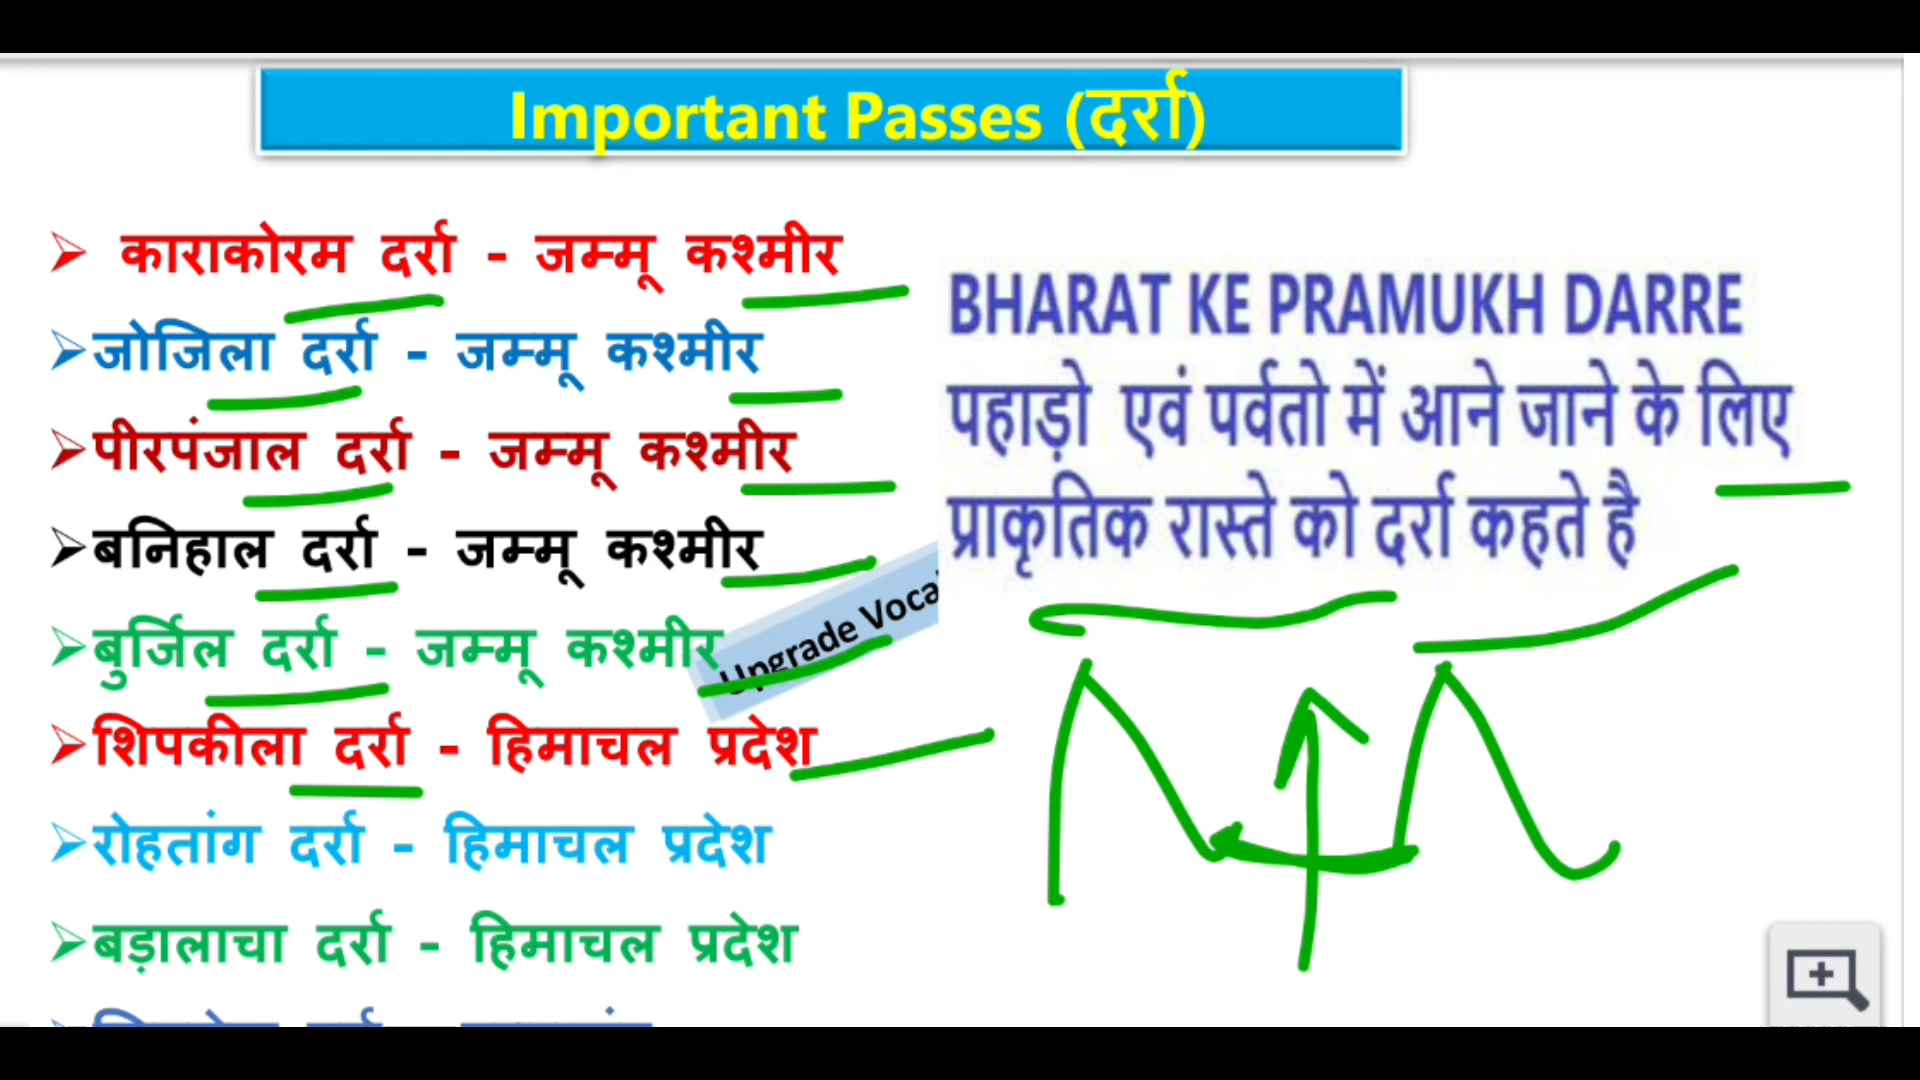 Important Passes (दर्रा)
➢ काराकोरम दर्रा - जम्मू कश्मीर
➢जोजिला दर्रा - जम्मू कश्मीर
➢पीरपंजाल दर्रा - जम्मू कश्मीर
➢बनिहाल दर्रा - जम्मू कश्मीर
➢बुर्जिल दर्रा - जम्मू कश्मीर
➢शिपकीला दर्रा - हिमाचल प्रदेश
➢रोहतांग दर्रा - हिमाचल प्रदेश
➢बड़ालाचा दर्रा - हिमाचल प्रदेश
BHARAT KE PRAMUKH DARRE
पहाड़ो एवं पर्वतो में आने जाने के लिए
प्राकृतिक रास्ते को दर्रा कहते है
Upgrade